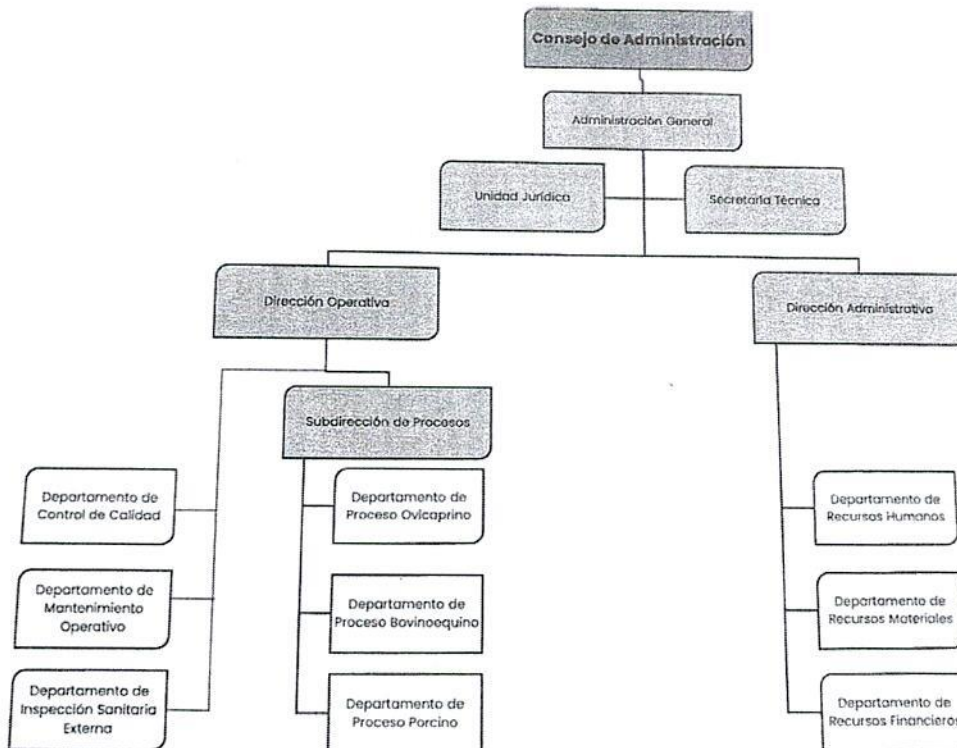 Consejo de Administración
Administración General
Unidad Jurídica
Secretaría Técnica
Dirección Operativa
Dirección Administrativa
Subdirección de Procesos
Departamento de
Control de Calidad
Departamento de
Proceso Ovicaprino
Departamento de
Recursos Humanos
Departamento de
Mantenimiento
Operativo
Departamento de
Proceso Bovinoequino
Departamento de
Recursos Materiales
Departamento de
Inspección Sanitaria
Externa
Departamento de
Proceso Porcino
Departamento de
Recursos Financieros